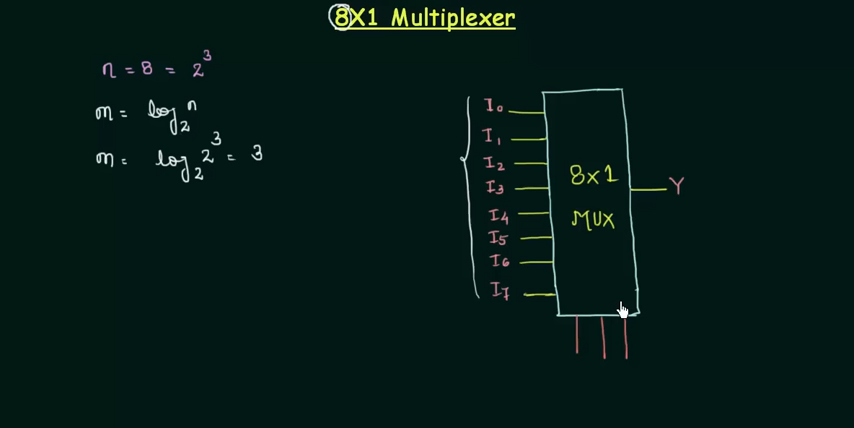 8X1 Multiplexer
n = 8 = 2³
m = log₂ n
m = log₂ 2³ = 3
I₀
I₁
I₂
I₃
I₄
I₅
I₆
I₇
8x1
MUX
Y